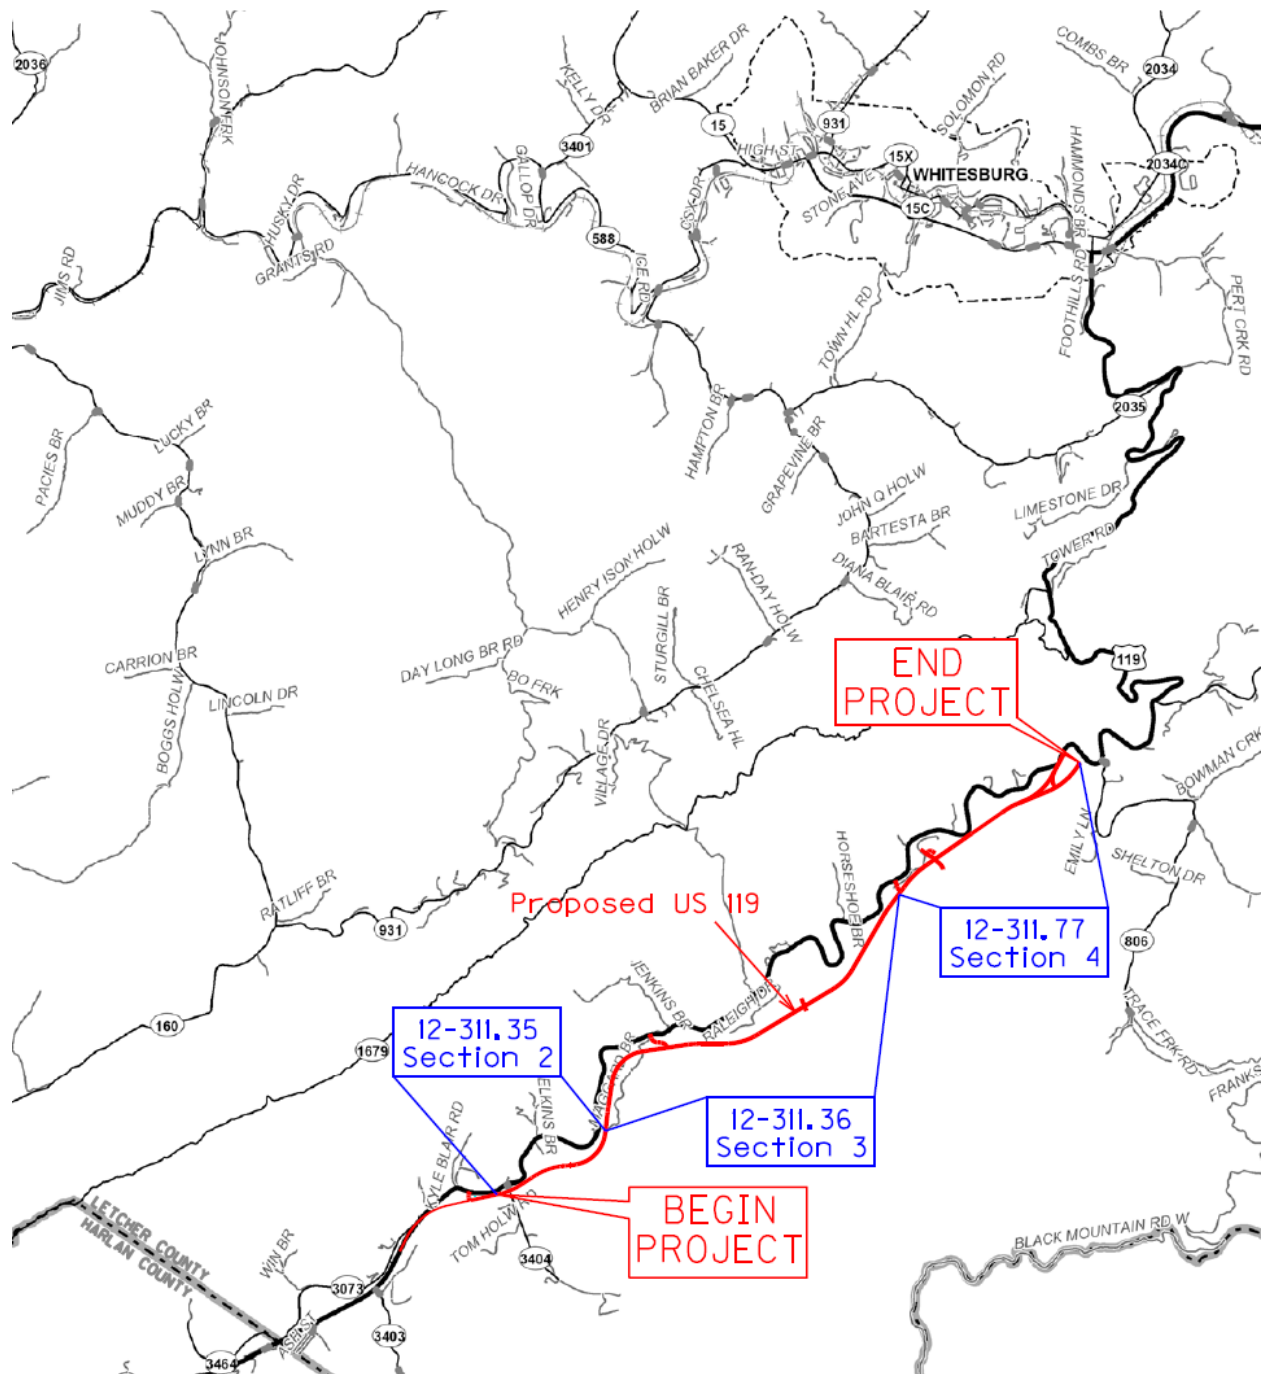 2036
JOHNSON FRK
KELLY DR
BRIAN BAKER DR
COMBS BR
2034
15
931
SOLOMON RD
3401
HIGH ST
15X
HAMMONDS BR
2034C
WHITESBURG
GALLOP DR
HANCOCK DR
CSX DR
STONE AVE
15C
HUSKY DR
588
GRANTS RD
ICE RD
JIMS RD
FOOTHILLS RD
PERT CRK RD
TOWN HL RD
2035
LUCKY BR
HAMPTON BR
PACIES BR
GRAPEVINE BR
MUDDY BR
JOHN Q HOLW
LIMESTONE DR
BARTESTA BR
LYNN BR
TOWER RD
HENRY ISON HOLW
RAN-DAY HOLW
DIANA BLAIR RD
STURGILL BR
CARRION BR
DAY LONG BR RD
119
BO FRK
CHELSEA HL
LINCOLN DR
BOGGS HOLW
END
PROJECT
VILLAGE DR
BOWMAN CRK
EMILY LN
HORSESHOE BR
SHELTON DR
RATLIFF BR
Proposed US 119
931
12-311.77
Section 4
806
JENKINS BR
RALEIGH DR
TRACE FRK RD
160
12-311.35
Section 2
1679
MAGGARD BR
FRANKS
ELKINS BR
12-311.36
Section 3
KYLE BLAIR RD
BEGIN
PROJECT
LETCHER COUNTY
HARLAN COUNTY
TOM HOLW RD
BLACK MOUNTAIN RD W
WIN BR
3404
3073
ASH ST
3403
3464